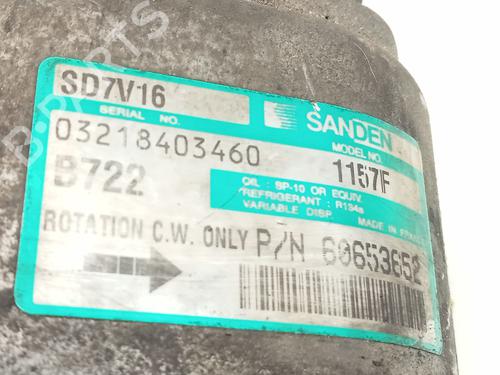 SD7V16
SERIAL NO.
03218403460
B722
SANDEN
MODEL NO.
1157F
OIL : SP-10 OR EQUIV.
REFRIGERANT : R134a
VARIABLE DISP.
MADE IN FRANCE
ROTATION C.W. ONLY
P/N 60653652
B-PARTS